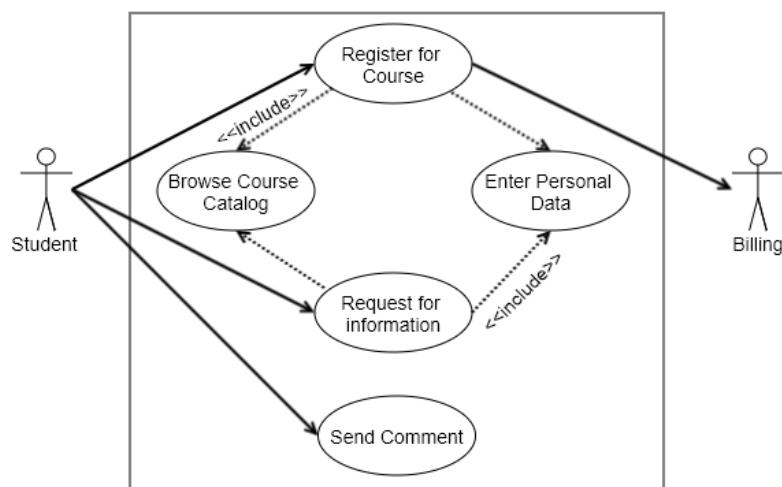 Register for
Course
<<include>>
Browse Course
Catalog
Enter Personal
Data
Student
Billing
Request for
information
<<include>>
Send Comment